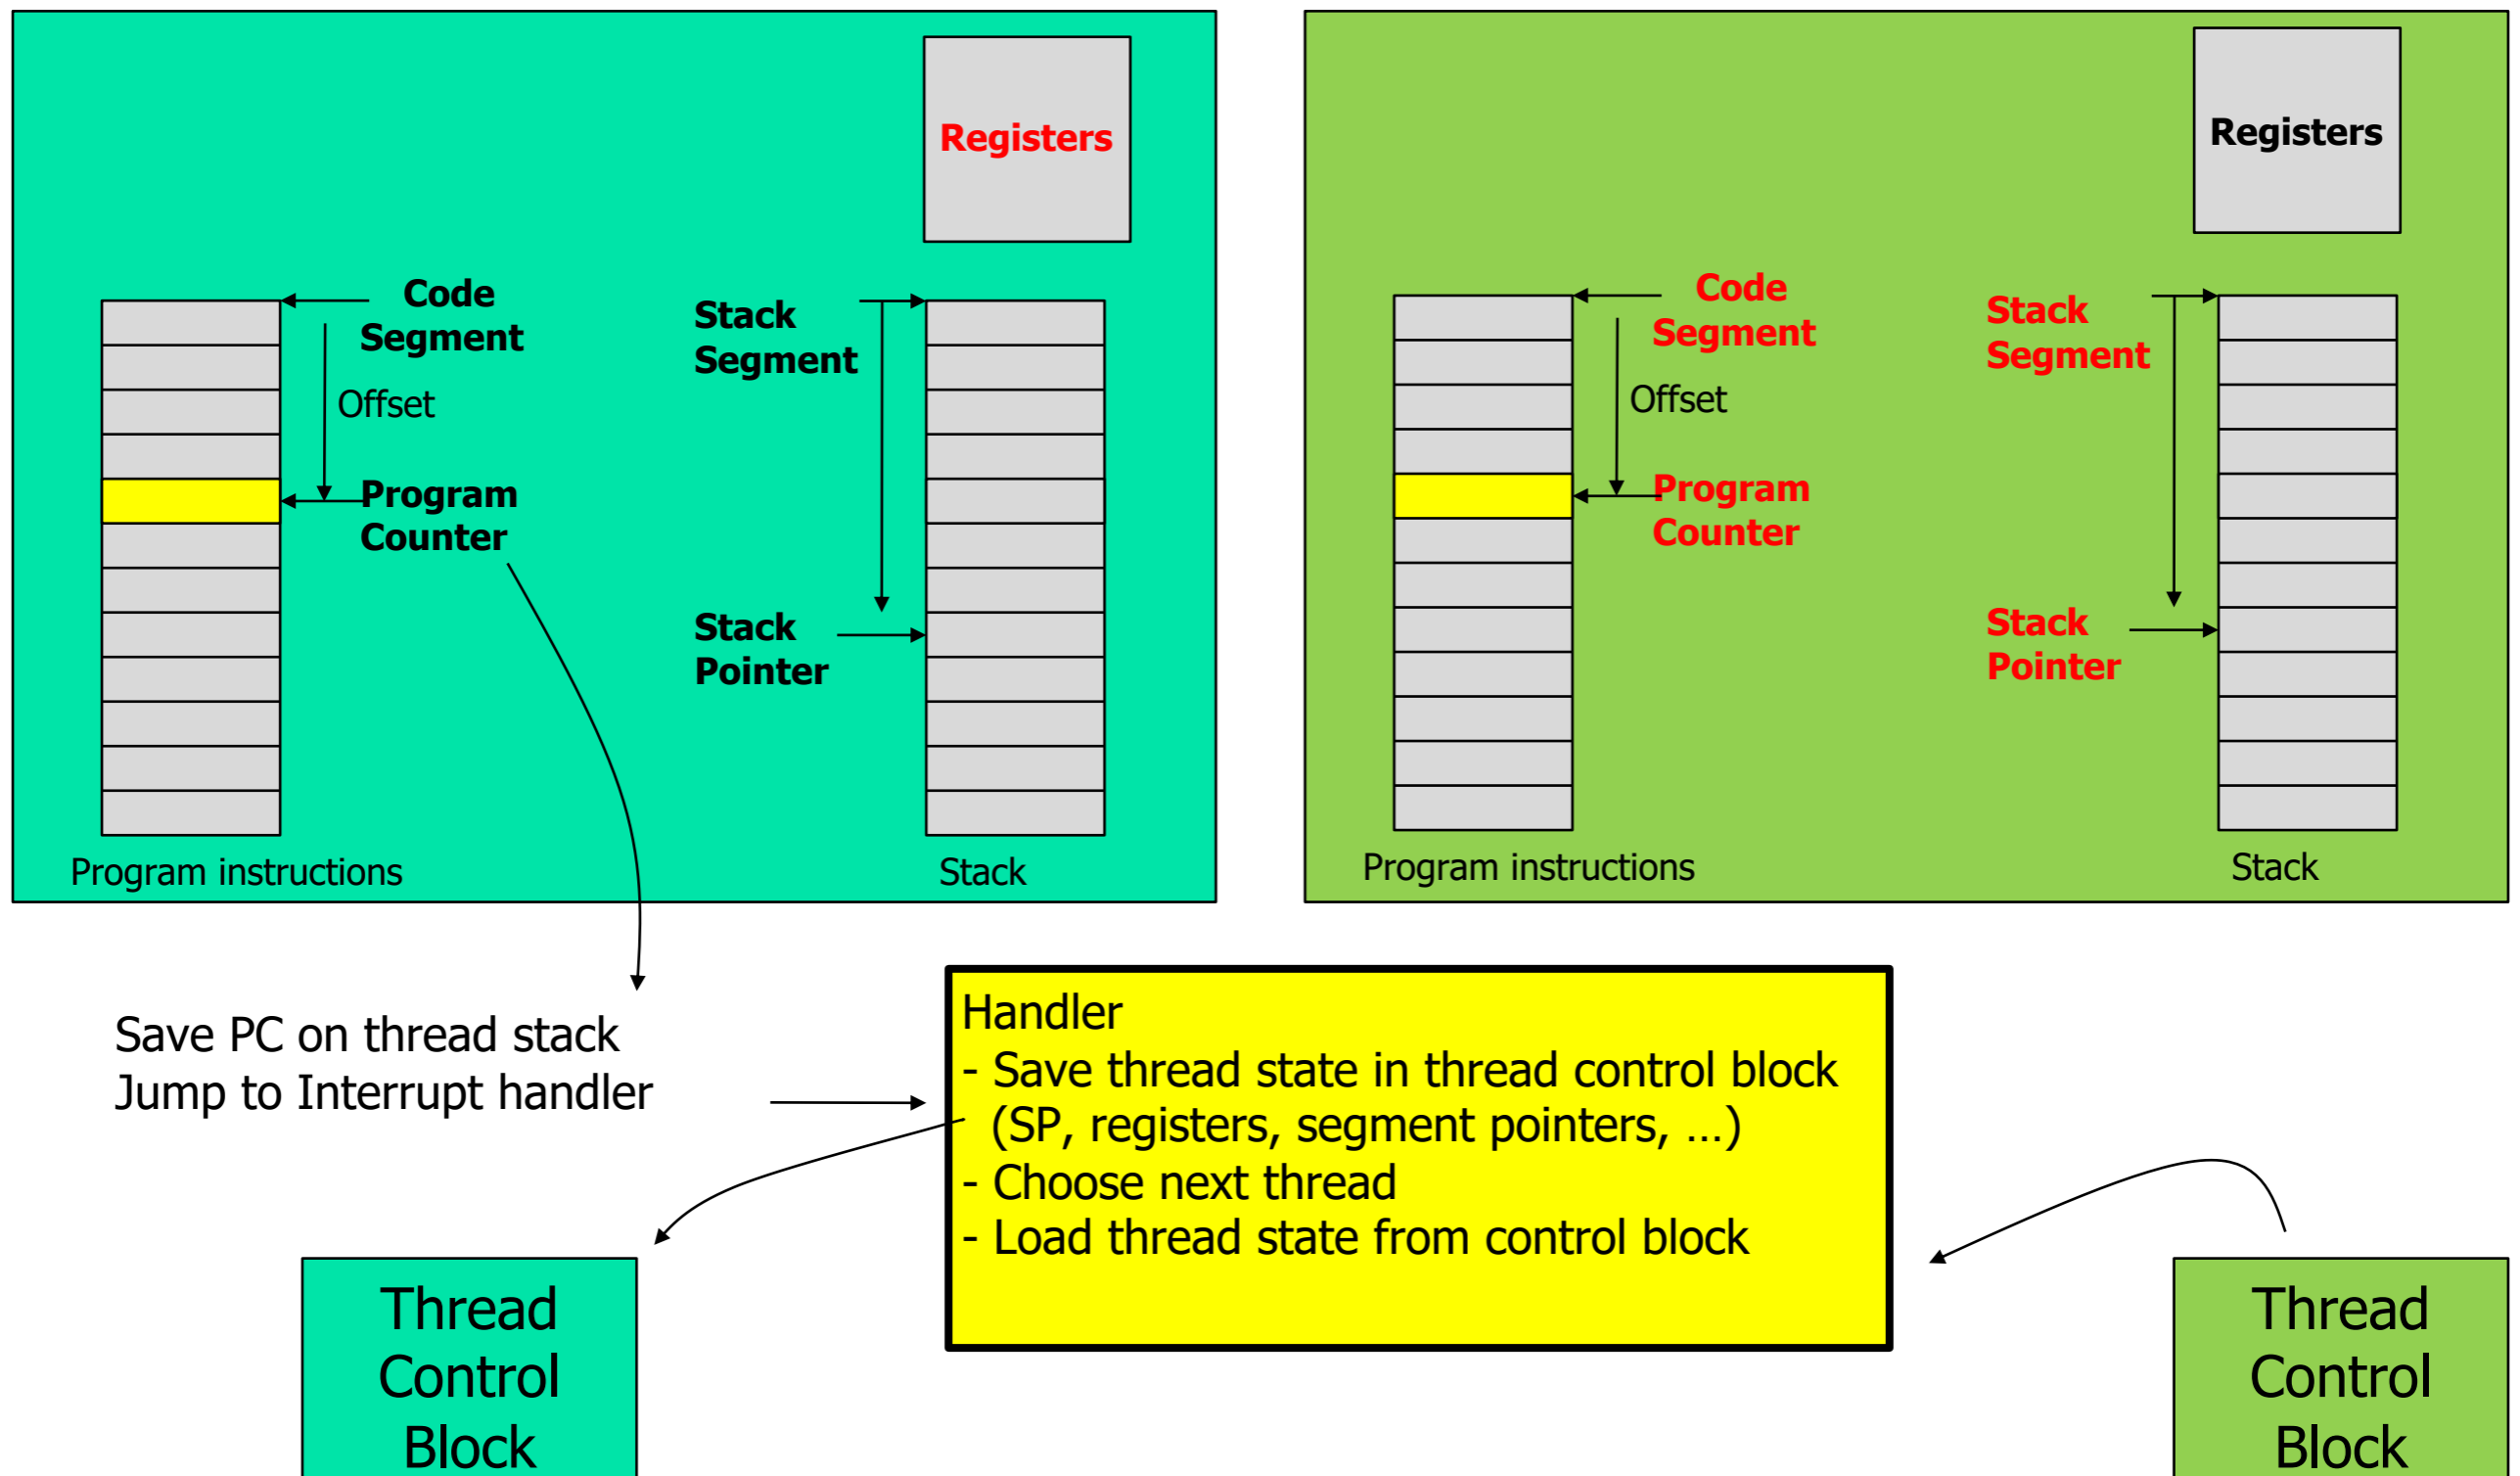 Registers
Code
Segment
Offset
Program
Counter
Stack
Segment
Stack
Pointer
Program instructions
Stack
Registers
Code
Segment
Offset
Program
Counter
Stack
Segment
Stack
Pointer
Program instructions
Stack
Save PC on thread stack
Jump to Interrupt handler
Handler
- Save thread state in thread control block
(SP, registers, segment pointers, …)
- Choose next thread
- Load thread state from control block
Thread
Control
Block
Thread
Control
Block